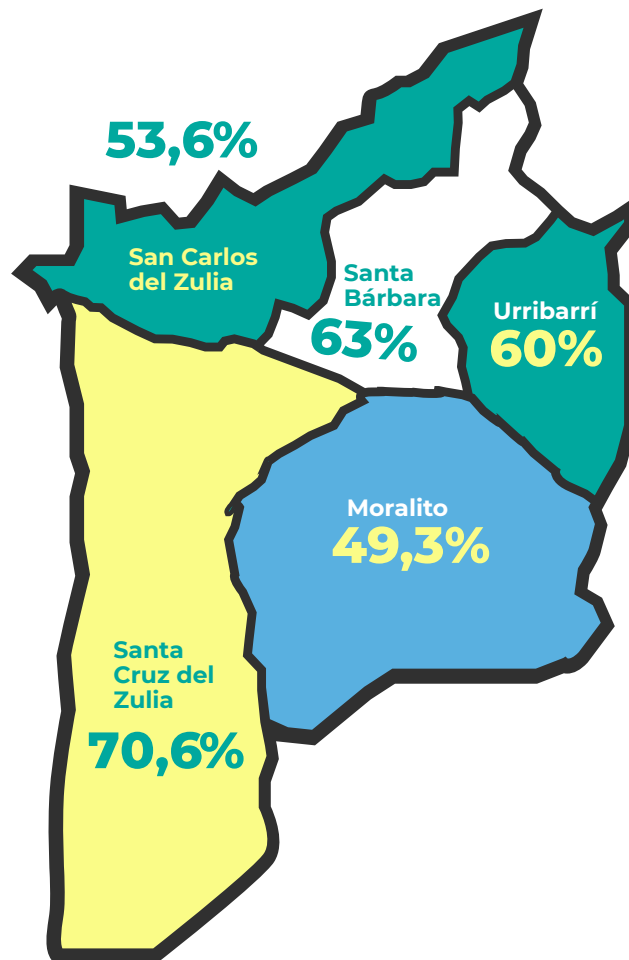 53,6%
San Carlos
del Zulia
Santa
Bárbara
63%
Urribarrí
60%
Moralito
49,3%
Santa
Cruz del
Zulia
70,6%